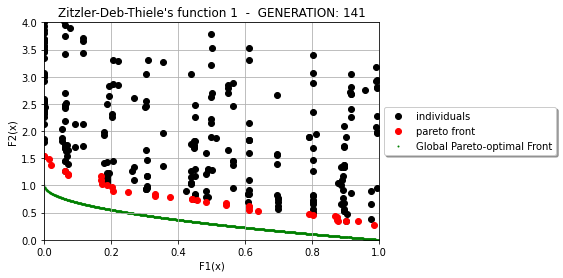 Zitzler-Deb-Thiele's function 1 - GENERATION: 141
4.0
3.5
3.0
2.5
2.0
1.5
1.0
0.5
0.0
F2(x)
0.0 0.2 0.4 0.6 0.8 1.0
F1(x)
individuals
pareto front
Global Pareto-optimal Front